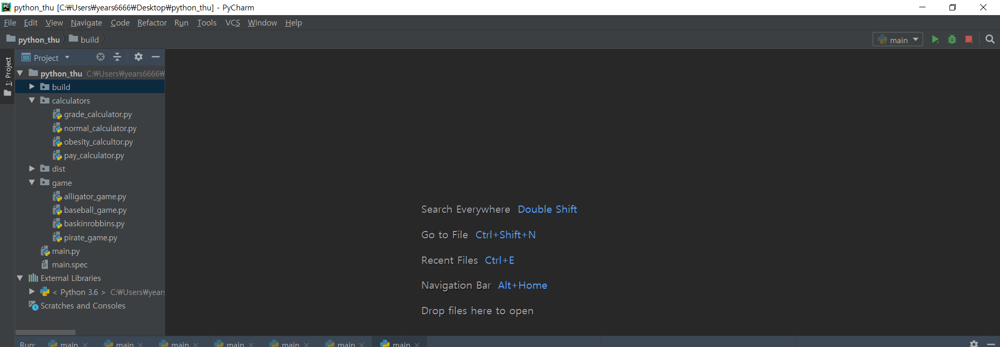 PC python_thu [C:₩Users₩years6666₩Desktop₩python_thu] - PyCharm
File Edit View Navigate Code Refactor Run Tools VCS Window Help
python_thu build main
1: Project
Project
python_thu C:₩Users₩years6666₩
build
calculators
grade_calculator.py
normal_calculator.py
obesity_calcultor.py
pay_calculator.py
dist
game
alligator_game.py
baseball_game.py
baskinrobbins.py
pirate_game.py
main.py
main.spec
External Libraries
< Python 3.6 > C:₩Users₩years
Scratches and Consoles
Search Everywhere Double Shift
Go to File Ctrl+Shift+N
Recent Files Ctrl+E
Navigation Bar Alt+Home
Drop files here to open
Run: main main main main main main main